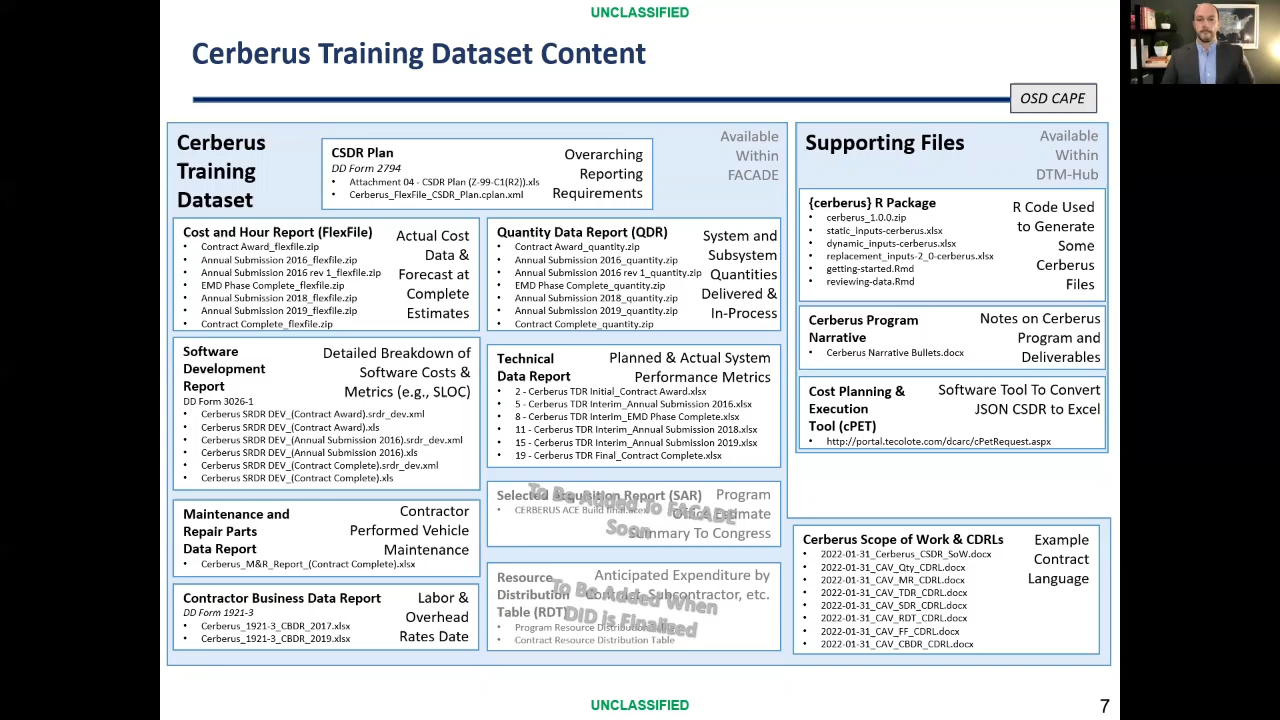 UNCLASSIFIED
Cerberus Training Dataset Content
OSD CAPE
Cerberus
Training
Dataset
CSDR Plan
DD Form 2794
• Attachment 04 - CSDR Plan (Z-99-C1(R2)).xls
• Cerberus_FlexFile_CSDR_Plan.cplan.xml
Overarching
Reporting
Requirements
Available
Within
FACADE
Cost and Hour Report (FlexFile)
• Contract Award_flexfile.zip
• Annual Submission 2016_flexfile.zip
• Annual Submission 2016 rev 1_flexfile.zip
• EMD Phase Complete_flexfile.zip
• Annual Submission 2018_flexfile.zip
• Annual Submission 2019_flexfile.zip
• Contract Complete_flexfile.zip
Actual Cost
Data &
Forecast at
Complete
Estimates
Quantity Data Report (QDR)
• Contract Award_quantity.zip
• Annual Submission 2016_quantity.zip
• Annual Submission 2016 rev 1_quantity.zip
• EMD Phase Complete_quantity.zip
• Annual Submission 2018_quantity.zip
• Annual Submission 2019_quantity.zip
• Contract Complete_quantity.zip
System and
Subsystem
Quantities
Delivered &
In-Process
Software
Development
Report
DD Form 3026-1
• Cerberus SRDR DEV_(Contract Award).srdr_dev.xml
• Cerberus SRDR DEV_(Contract Award).xls
• Cerberus SRDR DEV_(Annual Submission 2016).srdr_dev.xml
• Cerberus SRDR DEV_(Annual Submission 2016).xls
• Cerberus SRDR DEV_(Contract Complete).srdr_dev.xml
• Cerberus SRDR DEV_(Contract Complete).xls
Detailed Breakdown of
Software Costs &
Metrics (e.g., SLOC)
Technical
Data Report
• 2 - Cerberus TDR Initial_Contract Award.xlsx
• 5 - Cerberus TDR Interim_Annual Submission 2016.xlsx
• 8 - Cerberus TDR Interim_EMD Phase Complete.xlsx
• 11 - Cerberus TDR Interim_Annual Submission 2018.xlsx
• 15 - Cerberus TDR Interim_Annual Submission 2019.xlsx
• 19 - Cerberus TDR Final_Contract Complete.xlsx
Planned & Actual System
Performance Metrics
Maintenance and
Repair Parts
Data Report
• Cerberus_M&R_Report_(Contract Complete).xlsx
Contractor
Performed Vehicle
Maintenance
Selected Acquisition Report (SAR)
• CERBERUS ACE Build final.acex
Program
Office Estimate
Summary To Congress
To Be Added To FACADE
Soon
Contractor Business Data Report
DD Form 1921-3
• Cerberus_1921-3_CBDR_2017.xlsx
• Cerberus_1921-3_CBDR_2019.xlsx
Labor &
Overhead
Rates Date
Resource
Distribution
Table (RDT)
• Program Resource Distribution Table
• Contract Resource Distribution Table
Anticipated Expenditure by
Contract, Subcontractor, etc.
To Be Added When
DID is Finalized
Supporting Files
Available
Within
DTM-Hub
{cerberus} R Package
• cerberus_1.0.0.zip
• static_inputs-cerberus.xlsx
• dynamic_inputs-cerberus.xlsx
• replacement_inputs-2_0-cerberus.xlsx
• getting-started.Rmd
• reviewing-data.Rmd
R Code Used
to Generate
Some
Cerberus
Files
Cerberus Program
Narrative
• Cerberus Narrative Bullets.docx
Notes on Cerberus
Program and
Deliverables
Cost Planning &
Execution
Tool (cPET)
• http://portal.tecolote.com/dcarc/cPetRequest.aspx
Software Tool To Convert
JSON CSDR to Excel
Cerberus Scope of Work & CDRLs
• 2022-01-31_Cerberus_CSDR_SoW.docx
• 2022-01-31_CAV_Qty_CDRL.docx
• 2022-01-31_CAV_MR_CDRL.docx
• 2022-01-31_CAV_TDR_CDRL.docx
• 2022-01-31_CAV_SDR_CDRL.docx
• 2022-01-31_CAV_RDT_CDRL.docx
• 2022-01-31_CAV_FF_CDRL.docx
• 2022-01-31_CAV_CBDR_CDRL.docx
Example
Contract
Language
UNCLASSIFIED
7